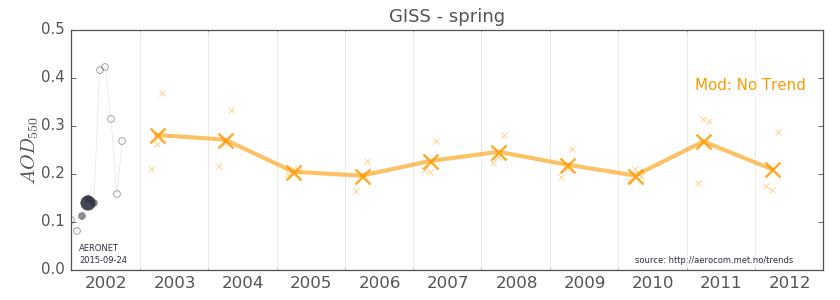 GISS - spring
0.5
0.4
0.3
0.2
0.1
0.0
AOD550
Mod: No Trend
AERONET
2015-09-24
source: http://aerocom.met.no/trends
2002 2003 2004 2005 2006 2007 2008 2009 2010 2011 2012